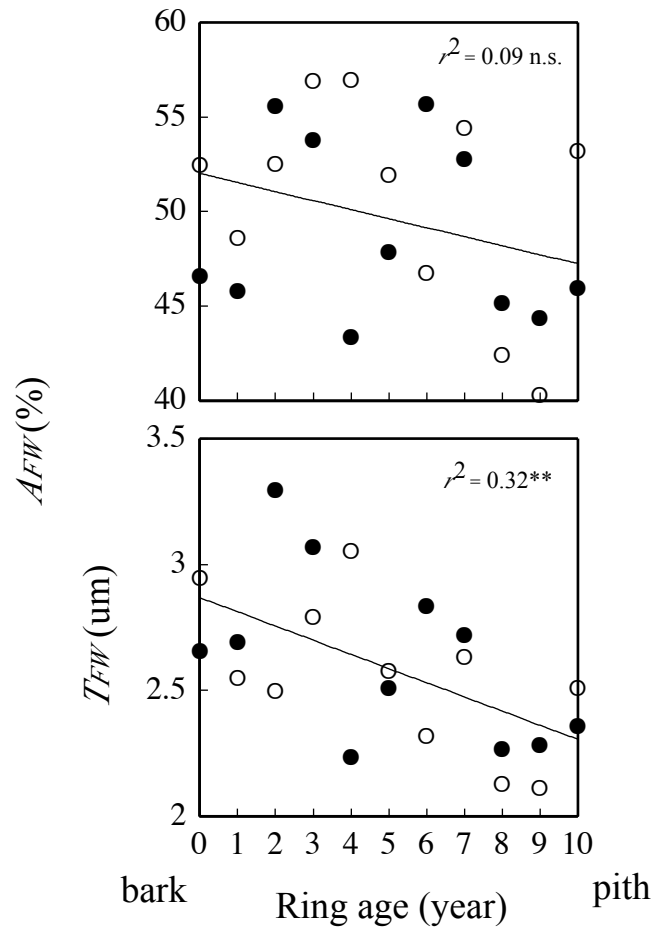 60
r² = 0.09 n.s.
55
50
45
40
AFW (%)
3.5
r² = 0.32**
3
TFW (um)
2.5
2
0 1 2 3 4 5 6 7 8 9 10
bark Ring age (year) pith